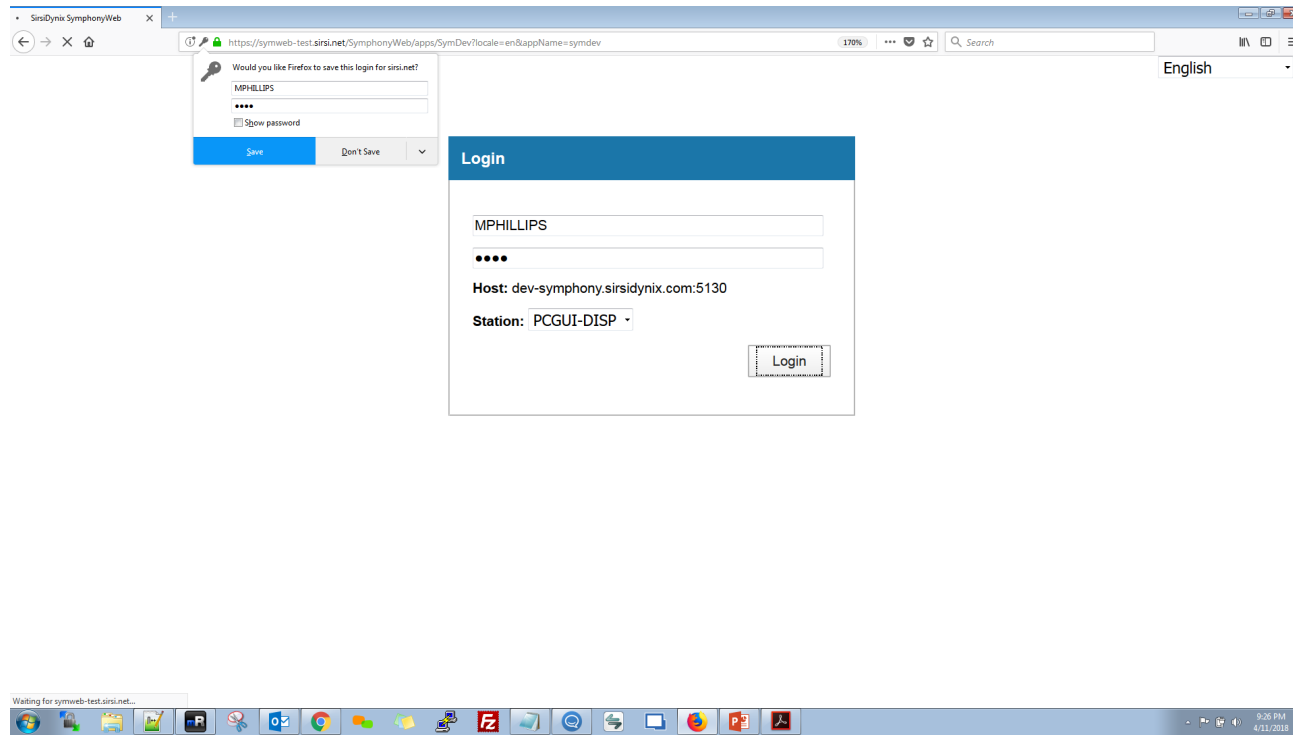 SirsiDynix SymphonyWeb
https://symweb-test.sirsi.net/SymphonyWeb/apps/SymDev?locale=en&appName=symdev
170%
Search
Would you like Firefox to save this login for sirsi.net?
MPHILLIPS
••••
Show password
Save
Don't Save
English
Login
MPHILLIPS
••••
Host: dev-symphony.sirsidynix.com:5130
Station: PCGUI-DISP
Login
Waiting for symweb-test.sirsi.net...
9:26 PM
4/11/2018